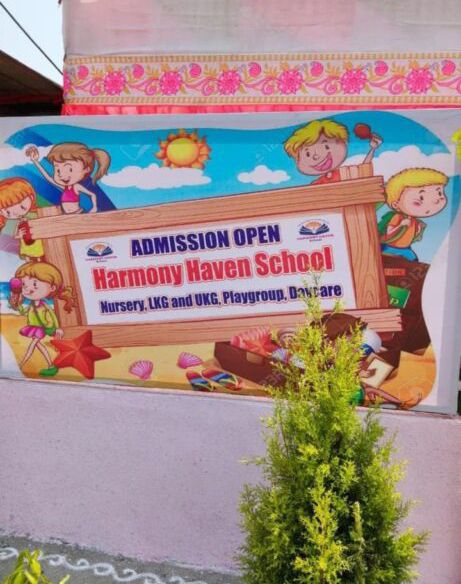 ADMISSION OPEN
Harmony Haven School
Nursery, LKG and UKG, Playgroup, Daycare